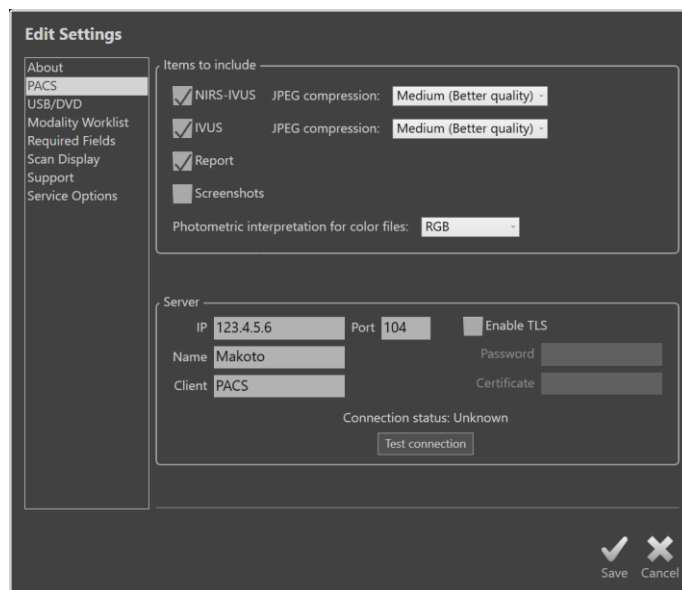 Edit Settings
About
PACS
USB/DVD
Modality Worklist
Required Fields
Scan Display
Support
Service Options
Items to include
NIRS-IVUS JPEG compression: Medium (Better quality)
IVUS JPEG compression: Medium (Better quality)
Report
Screenshots
Photometric interpretation for color files: RGB
Server
IP 123.4.5.6 Port 104 Enable TLS
Name Makoto Password
Client PACS Certificate
Connection status: Unknown
Test connection
Save Cancel